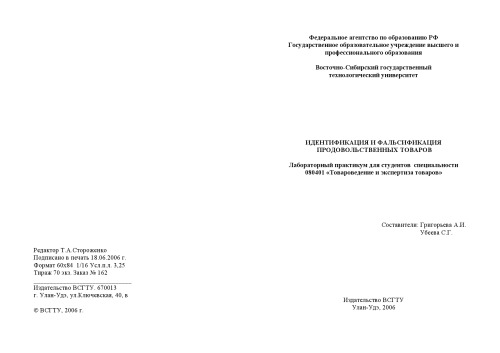 Федеральное агентство по образованию РФ
Государственное образовательное учреждение высшего и
профессионального образования
Восточно-Сибирский государственный
технологический университет
ИДЕНТИФИКАЦИЯ И ФАЛЬСИФИКАЦИЯ
ПРОДОВОЛЬСТВЕННЫХ ТОВАРОВ
Лабораторный практикум для студентов специальности
080401 «Товароведение и экспертиза товаров»
Составители: Григорьева А.И.
Убеева С.Г.
Издательство ВСГТУ
Улан-Удэ, 2006
Редактор Т.А.Стороженко
Подписано в печать 18.06.2006 г.
Формат 60х84 1/16 Усл.п.л. 3,25
Тираж 70 экз. Заказ № 162
Издательство ВСГТУ. 670013
г. Улан-Удэ, ул.Ключевская, 40, в
© ВСГТУ, 2006 г.